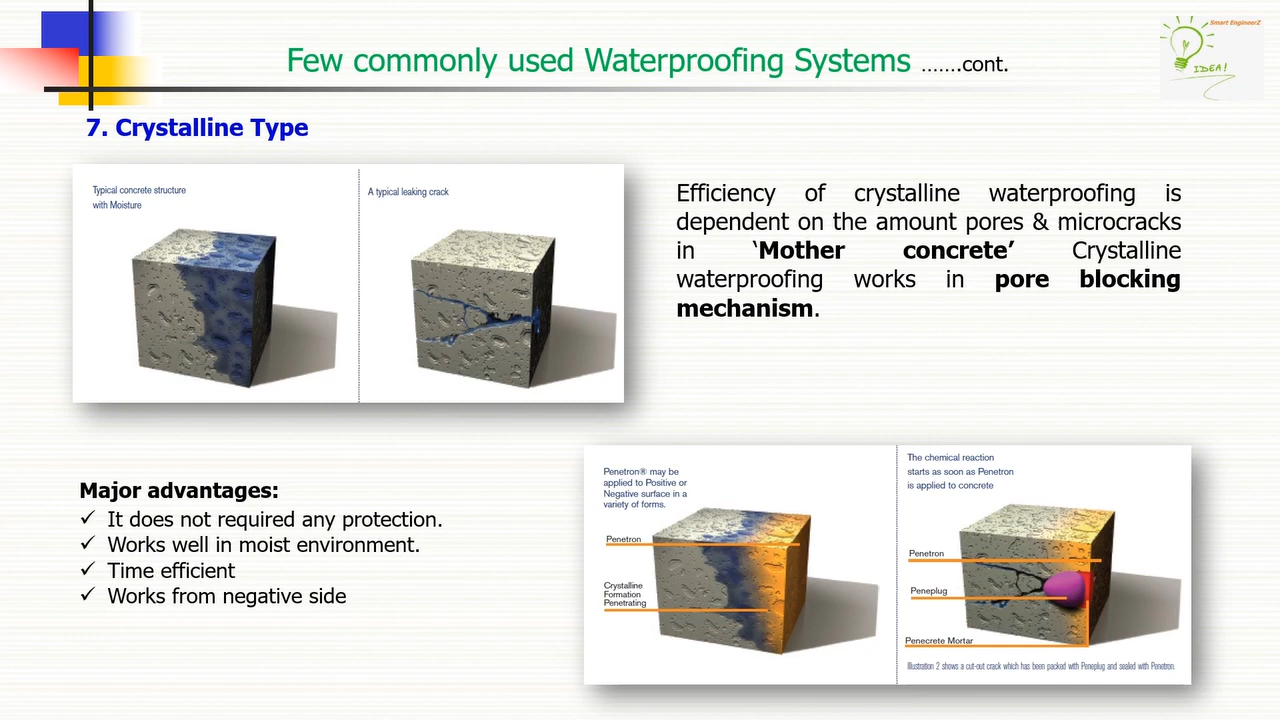 Smart EngineerZ
IDEA!
Few commonly used Waterproofing Systems …….cont.
7. Crystalline Type
Typical concrete structure
with Moisture
A typical leaking crack
Efficiency of crystalline waterproofing is
dependent on the amount pores & microcracks
in ‘Mother concrete’ Crystalline
waterproofing works in pore blocking
mechanism.
Major advantages:
✓ It does not required any protection.
✓ Works well in moist environment.
✓ Time efficient
✓ Works from negative side
Penetron® may be
applied to Positive or
Negative surface in a
variety of forms.
Penetron
Crystalline
Formation
Penetrating
The chemical reaction
starts as soon as Penetron
is applied to concrete
Penetron
Peneplug
Penecrete Mortar
Illustration 2 shows a cut-out crack which has been packed with Peneplug and sealed with Penetron.